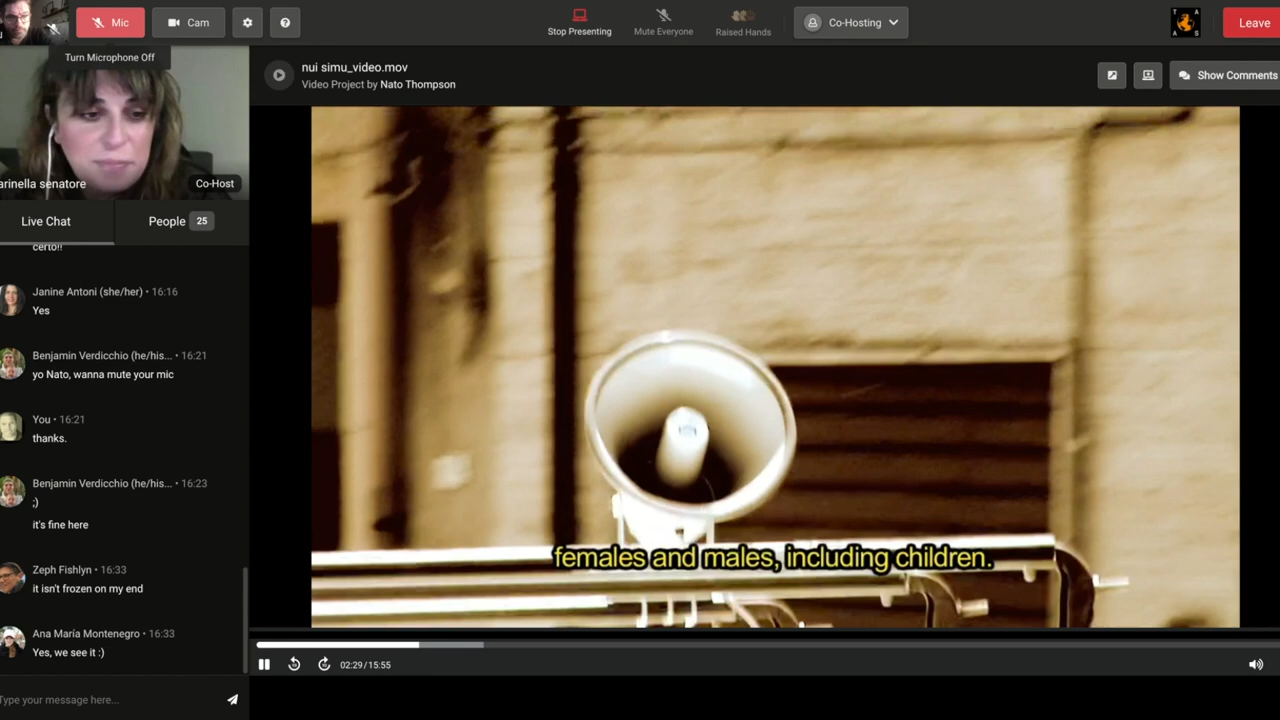 Mic
Cam
Stop Presenting
Mute Everyone
Raised Hands
Co-Hosting
T A
A S
Leave
Turn Microphone Off
arinella senatore
Co-Host
nui simu_video.mov
Video Project by Nato Thompson
Show Comments
Live Chat
People 25
certo!!
Janine Antoni (she/her) • 16:16
Yes
Benjamin Verdicchio (he/his... • 16:21
yo Nato, wanna mute your mic
You • 16:21
thanks.
Benjamin Verdicchio (he/his... • 16:23
;)
it's fine here
Zeph Fishlyn • 16:33
it isn't frozen on my end
Ana María Montenegro • 16:33
Yes, we see it :)
Type your message here...
females and males, including children.
02:29/15:55